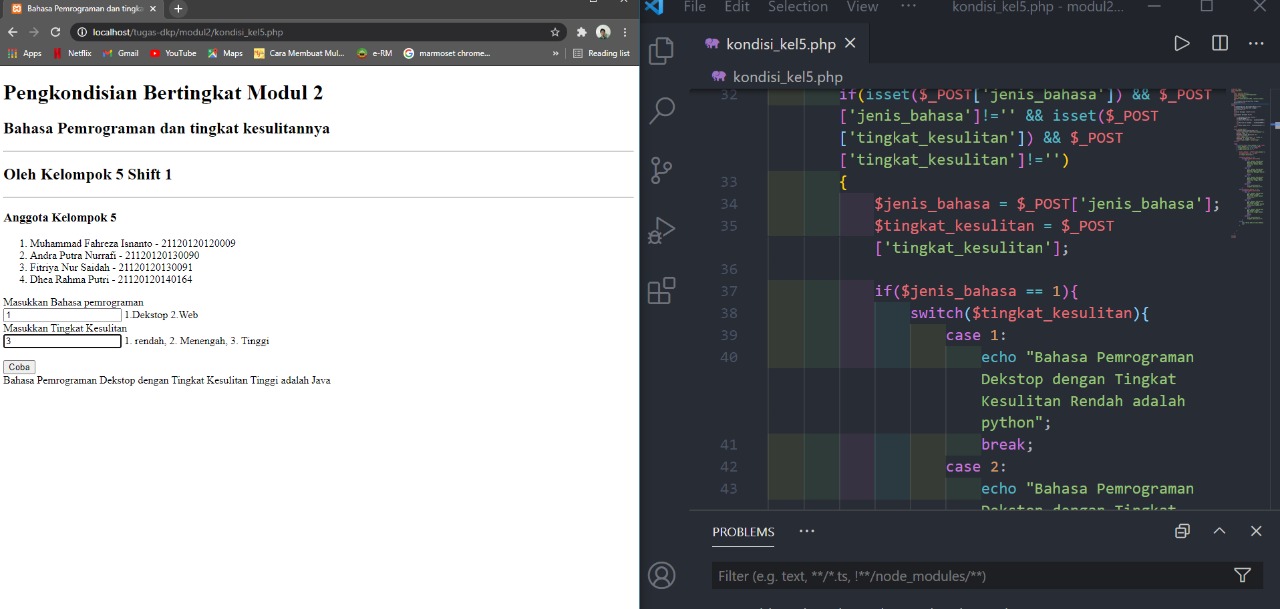 Bahasa Pemrograman dan tingka
localhost/tugas-dkp/modul2/kondisi_kel5.php
Apps Netflix Gmail YouTube Maps Cara Membuat Mul... e-RM marmoset chrome... » Reading list
Pengkondisian Bertingkat Modul 2
Bahasa Pemrograman dan tingkat kesulitannya
Oleh Kelompok 5 Shift 1
Anggota Kelompok 5
1. Muhammad Fahreza Isnanto - 21120120120009
2. Andra Putra Nurrafi - 21120120130090
3. Fitriya Nur Saidah - 21120120130091
4. Dhea Rahma Putri - 21120120140164
Masukkan Bahasa pemrograman
1 1.Dekstop 2.Web
Masukkan Tingkat Kesulitan
3 1. rendah, 2. Menengah, 3. Tinggi
Coba
Bahasa Pemrograman Dekstop dengan Tingkat Kesulitan Tinggi adalah Java
File Edit Selection View ··· kondisi_kel5.php - modul2...
kondisi_kel5.php
kondisi_kel5.php
32 if(isset($_POST['jenis_bahasa']) && $_POST
['jenis_bahasa']!='' && isset($_POST
['tingkat_kesulitan']) && $_POST
['tingkat_kesulitan']!='')
33 {
34 $jenis_bahasa = $_POST['jenis_bahasa'];
35 $tingkat_kesulitan = $_POST
['tingkat_kesulitan'];
36
37 if($jenis_bahasa == 1){
38 switch($tingkat_kesulitan){
39 case 1:
40 echo "Bahasa Pemrograman
Dekstop dengan Tingkat
Kesulitan Rendah adalah
python";
41 break;
42 case 2:
43 echo "Bahasa Pemrograman
Dekstop dengan Tingkat
PROBLEMS ···
Filter (e.g. text, **/*.ts, !**/node_modules/**)